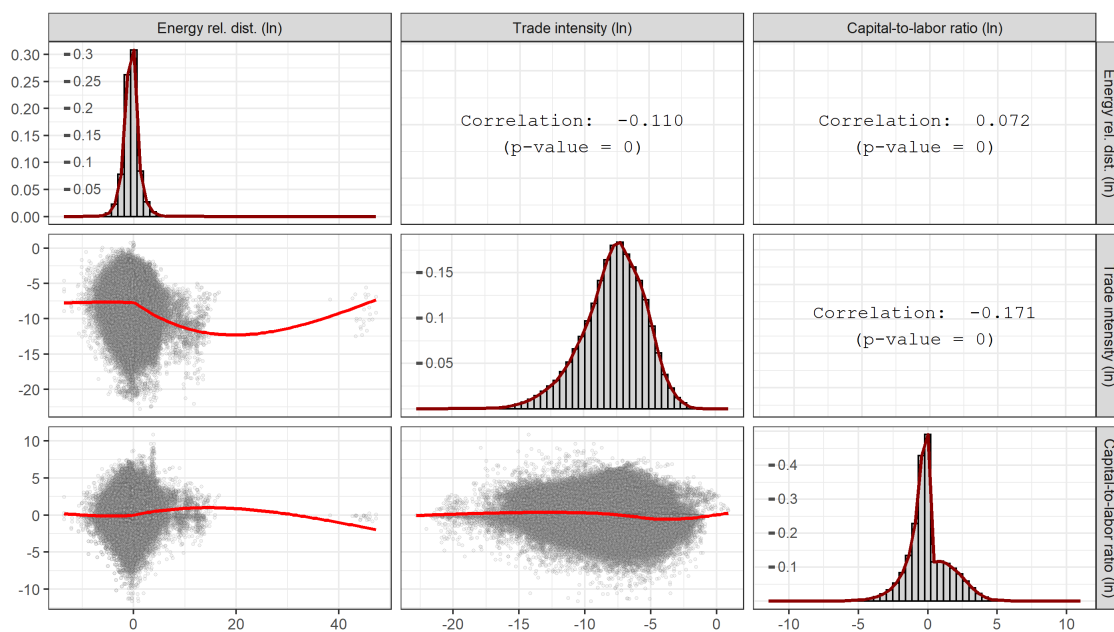 Energy rel. dist. (ln)
Trade intensity (ln)
Capital-to-labor ratio (ln)
0.30
0.25
0.20
0.15
0.10
0.05
0.00
0.3
0.25
0.2
0.15
0.1
0.05
Correlation: -0.110
(p-value = 0)
Correlation: 0.072
(p-value = 0)
Energy rel. dist. (ln)
0
-5
-10
-15
-20
0.15
0.1
0.05
Correlation: -0.171
(p-value = 0)
Trade intensity (ln)
10
5
0
-5
-10
0.4
0.3
0.2
0.1
Capital-to-labor ratio (ln)
0 20 40
-20 -15 -10 -5 0
-10 -5 0 5 10